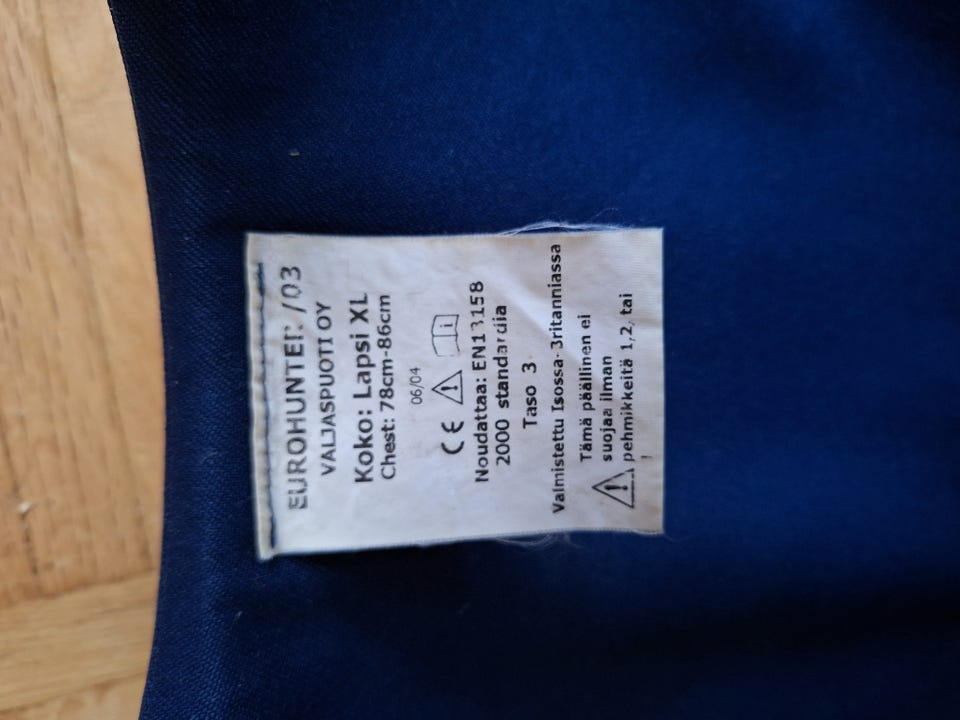 EUROHUNTER /03
VALJASPUOTI OY
Koko: Lapsi XL
Chest: 78cm-86cm
06/04
CE
Noudattaa: EN13158
2000 standardia
Taso 3
Valmistettu Isossa-Britanniassa
Tämä päällinen ei
suojaa ilman
pehmikkeitä 1,2, tai
!